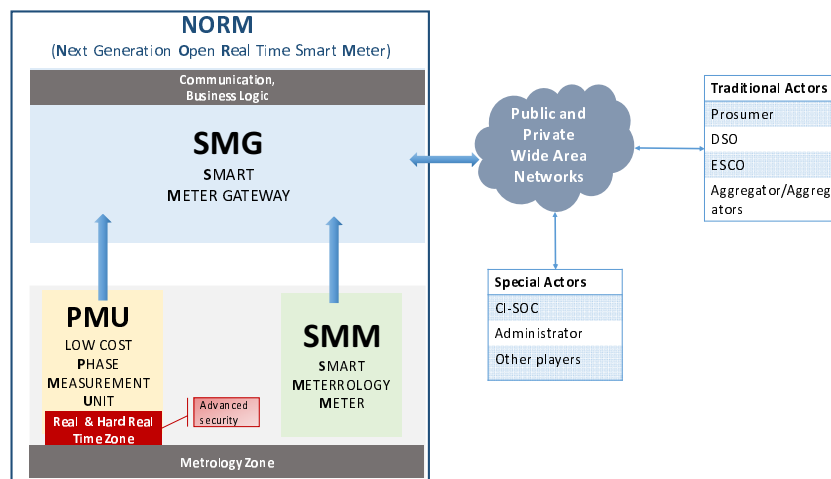 NORM
(Next Generation Open Real Time Smart Meter)
Communication,
Business Logic
SMG
SMART
METER GATEWAY
Public and
Private
Wide Area
Networks
Traditional Actors
Prosumer
DSO
ESCO
Aggregator/Aggreg
ators
Special Actors
CI-SOC
Administrator
Other players
PMU
LOW COST
PHASE
MEASUREMENT
UNIT
Real & Hard Real
Time Zone
Advanced
security
SMM
SMART
METERROLOGY
METER
Metrology Zone